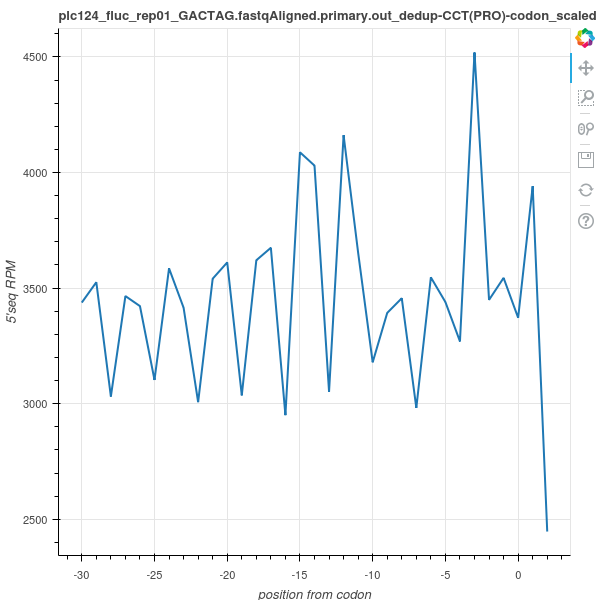 plc124_fluc_rep01_GACTAG.fastqAligned.primary.out_dedup-CCT(PRO)-codon_scaled
4500
4000
3500
3000
2500
5'seq RPM
-30 -25 -20 -15 -10 -5 0
position from codon